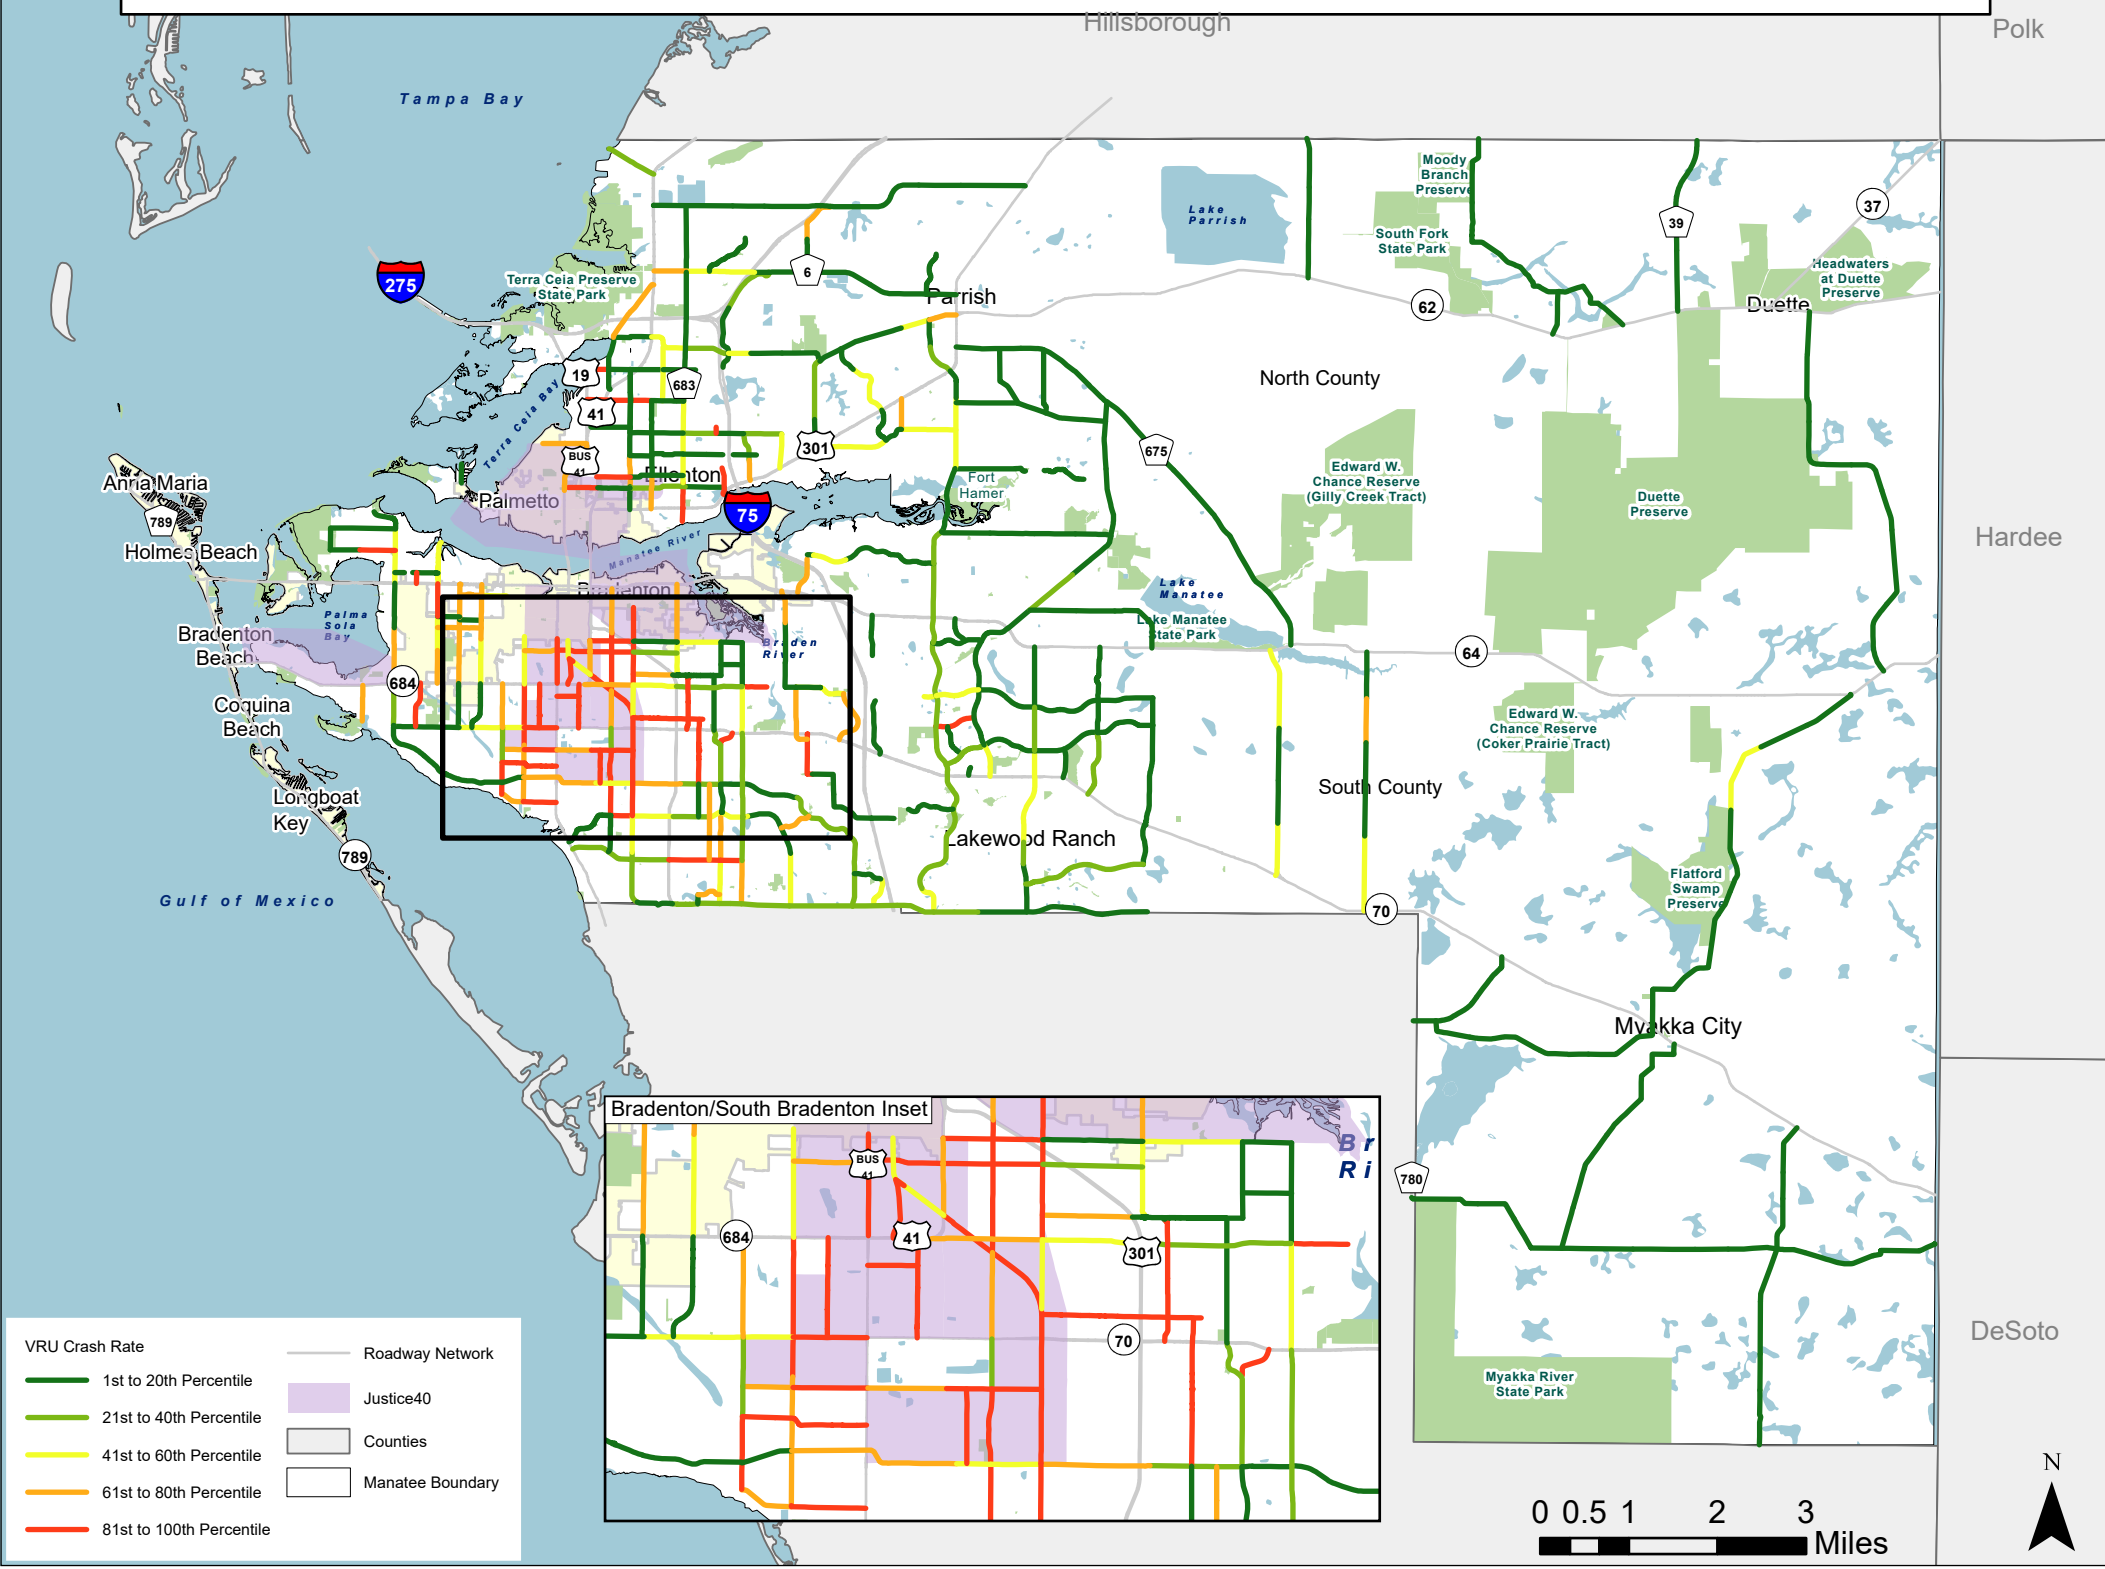 Hillsborough
Polk
Tampa Bay
Moody
Branch
Preserve
37
Lake
Parrish
39
South Fork
State Park
Headwaters
at Duette
Preserve
6
275
Terra Ceia Preserve
State Park
Parrish
62
Duette
19
683
North County
41
Terra Ceia Bay
301
675
BUS
41
Ellenton
Edward W.
Chance Reserve
(Gilly Creek Tract)
Fort
Hamer
Duette
Preserve
Anna Maria
Palmetto
75
789
Hardee
Holmes Beach
Manatee River
Bradenton
Lake
Manatee
Palma
Sola
Bay
Lake Manatee
State Park
Bradenton
Beach
Braden
River
64
684
Coquina
Beach
Edward W.
Chance Reserve
(Coker Prairie Tract)
South County
Longboat
Key
Lakewood Ranch
789
Flatford
Swamp
Preserve
Gulf of Mexico
70
Myakka City
Bradenton/South Bradenton Inset
Br
Ri
BUS
41
780
684
41
301
70
DeSoto
Myakka River
State Park
VRU Crash Rate
1st to 20th Percentile
21st to 40th Percentile
41st to 60th Percentile
61st to 80th Percentile
81st to 100th Percentile
Roadway Network
Justice40
Counties
Manatee Boundary
N
0 0.5 1 2 3
Miles